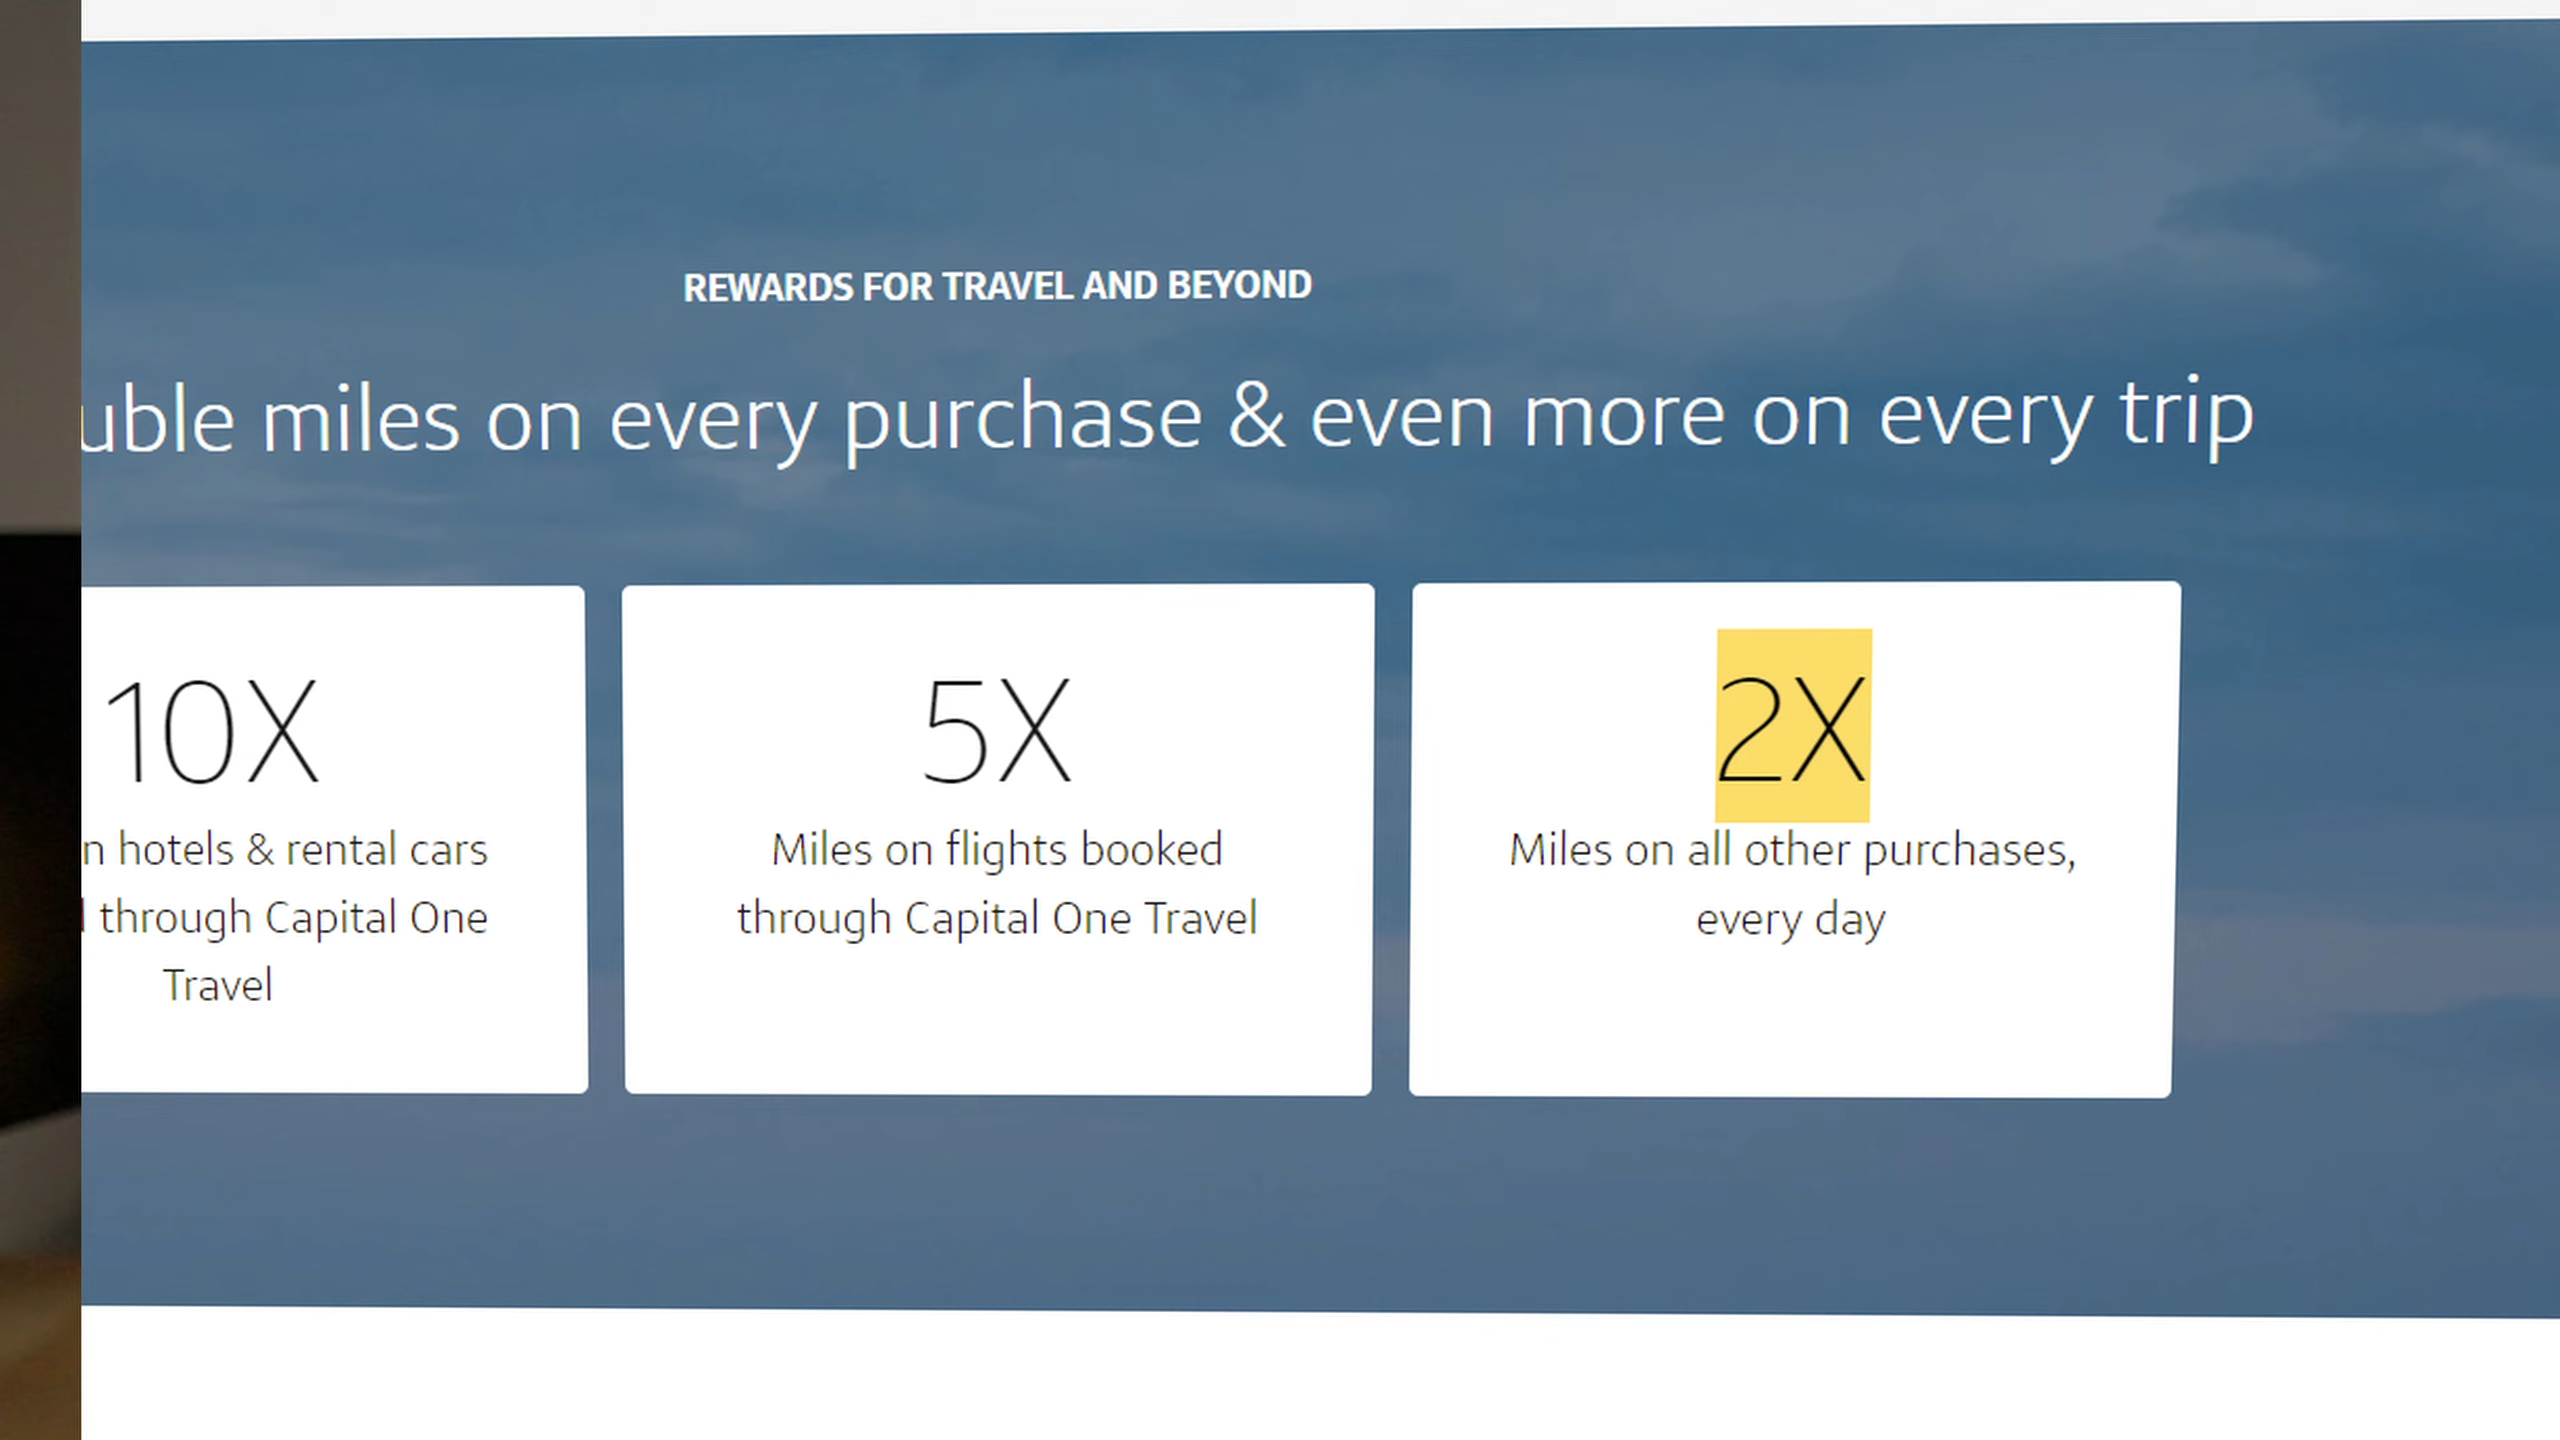 REWARDS FOR TRAVEL AND BEYOND
miles on every purchase & even more on every trip
10X
hotels & rental cars
through Capital One
Travel
5X
Miles on flights booked
through Capital One Travel
2X
Miles on all other purchases,
every day